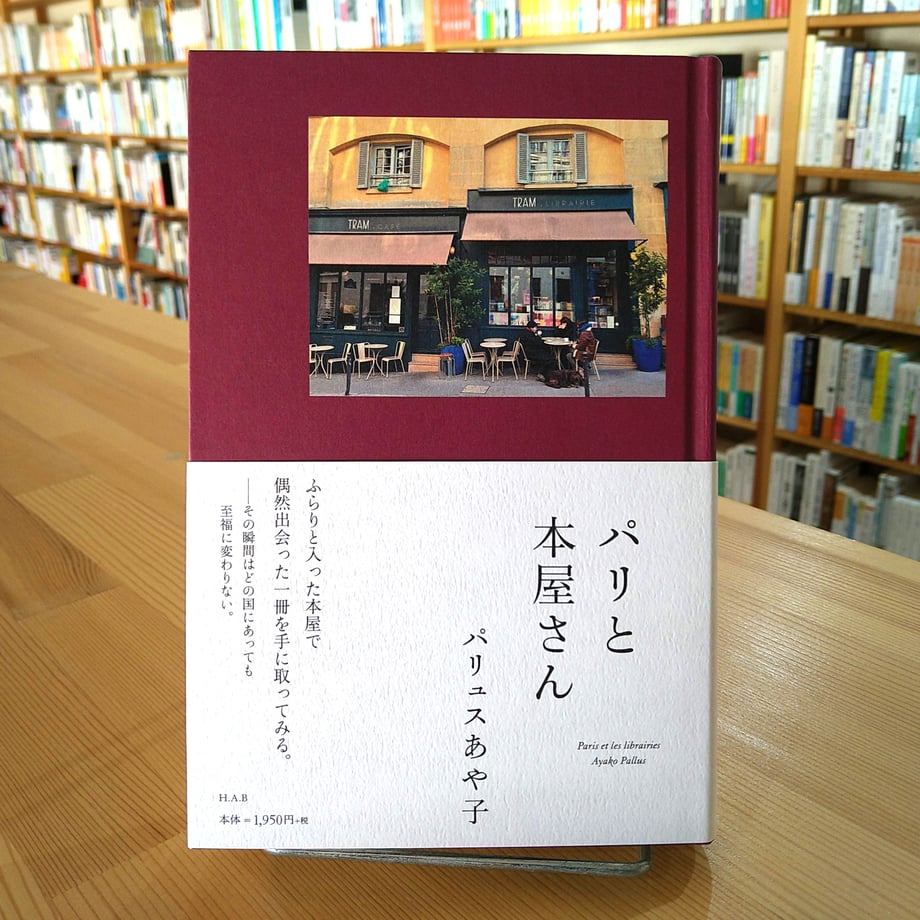 TRAM . CAFÉ
TRAM . LIBRAIRIE
パリと
本屋さん
パリュスあや子
Paris et les librairies
Ayako Pallus
ふらりと入った本屋で
偶然出会った一冊を手に取ってみる。
──その瞬間はどの国にあっても
至福に変わりない。
H.A.B
本体=1,950円+税